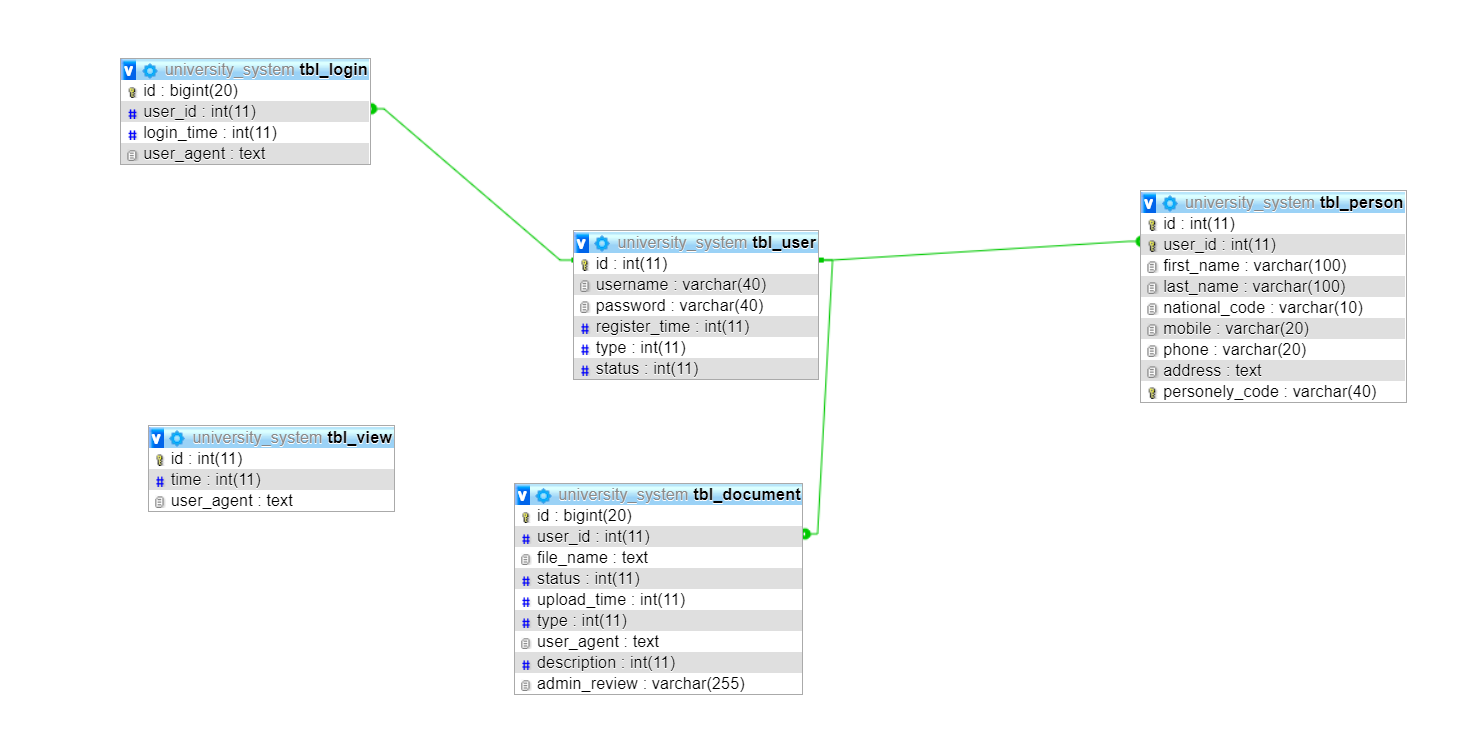 university_system tbl_login
id : bigint(20)
user_id : int(11)
login_time : int(11)
user_agent : text
university_system tbl_user
id : int(11)
username : varchar(40)
password : varchar(40)
register_time : int(11)
type : int(11)
status : int(11)
university_system tbl_person
id : int(11)
user_id : int(11)
first_name : varchar(100)
last_name : varchar(100)
national_code : varchar(10)
mobile : varchar(20)
phone : varchar(20)
address : text
personely_code : varchar(40)
university_system tbl_view
id : int(11)
time : int(11)
user_agent : text
university_system tbl_document
id : bigint(20)
user_id : int(11)
file_name : text
status : int(11)
upload_time : int(11)
type : int(11)
user_agent : text
description : int(11)
admin_review : varchar(255)